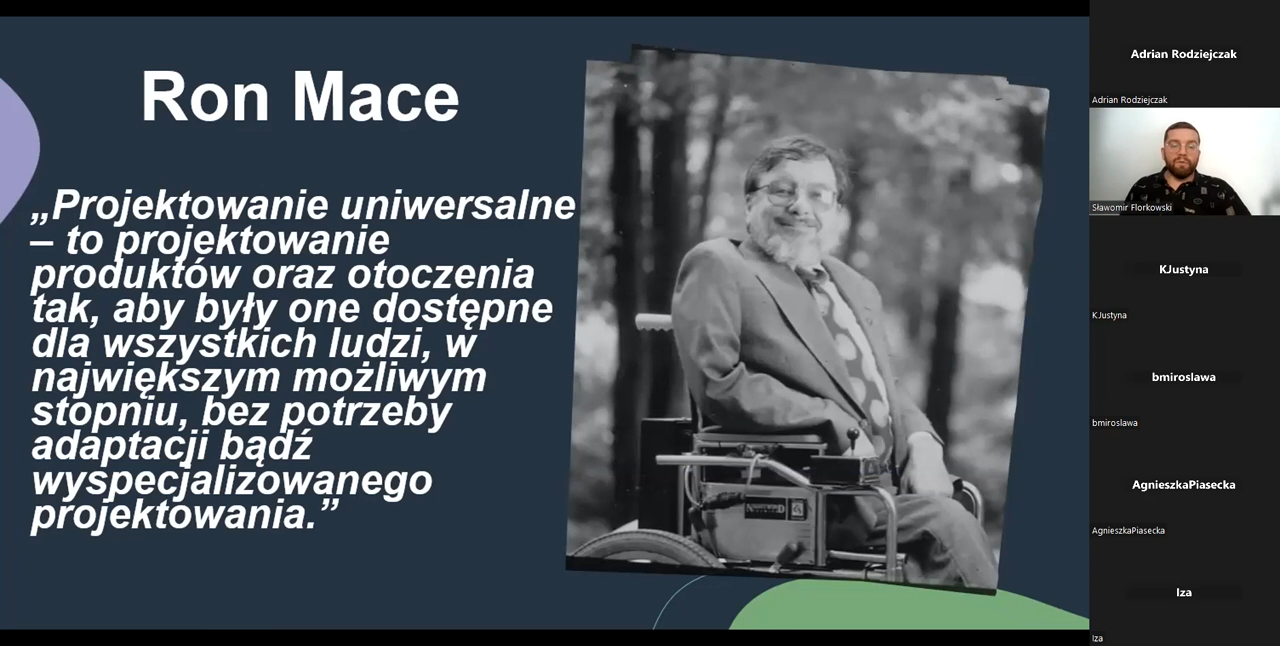 Ron Mace
„Projektowanie uniwersalne
– to projektowanie
produktów oraz otoczenia
tak, aby były one dostępne
dla wszystkich ludzi, w
największym możliwym
stopniu, bez potrzeby
adaptacji bądź
wyspecjalizowanego
projektowania.”
Adrian Rodziejczak
Adrian Rodziejczak
Sławomir Florkowski
KJustyna
KJustyna
bmiroslawa
bmiroslawa
AgnieszkaPiasecka
AgnieszkaPiasecka
Iza
Iza